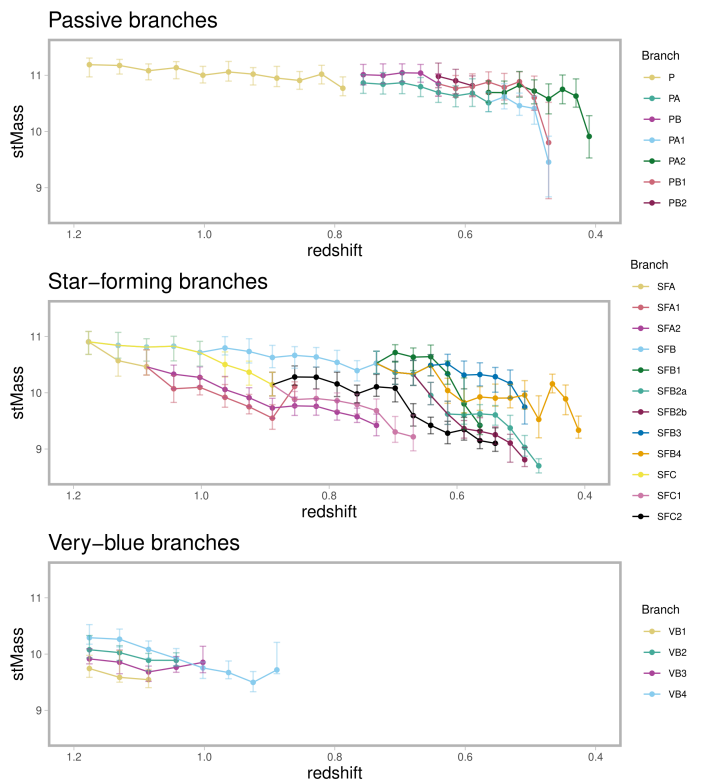 Passive branches
stMass
11
10
9
1.2 1.0 0.8 0.6 0.4
redshift
Branch
P
PA
PB
PA1
PA2
PB1
PB2
Star−forming branches
stMass
11
10
9
1.2 1.0 0.8 0.6 0.4
redshift
Branch
SFA
SFA1
SFA2
SFB
SFB1
SFB2a
SFB2b
SFB3
SFB4
SFC
SFC1
SFC2
Very−blue branches
stMass
11
10
9
1.2 1.0 0.8 0.6 0.4
redshift
Branch
VB1
VB2
VB3
VB4